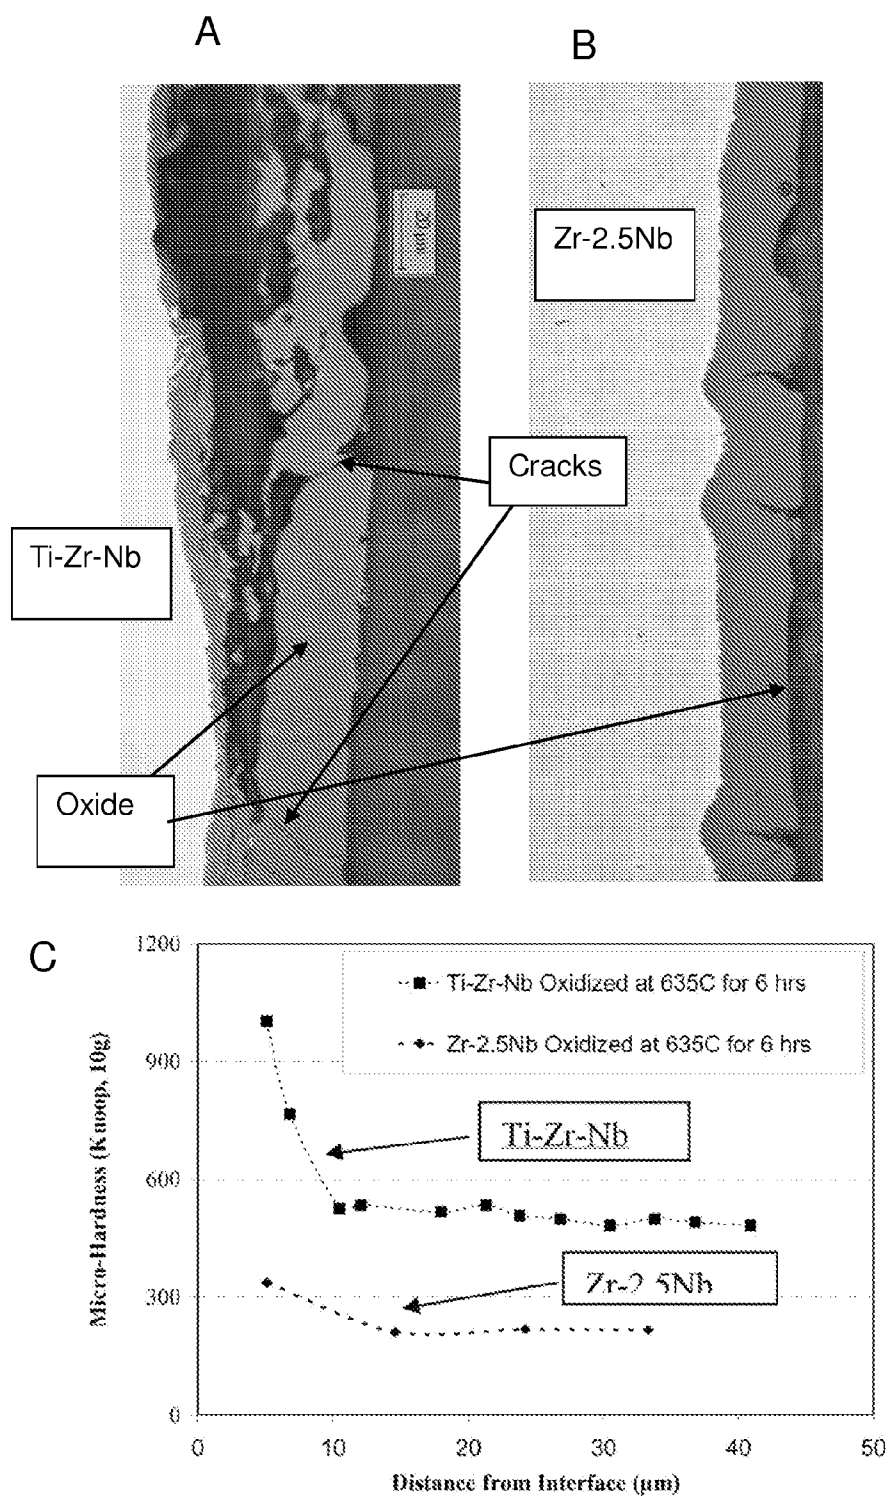 A
B
20 µm
Zr-2.5Nb
Cracks
Ti-Zr-Nb
Oxide
C
1200
900
600
300
0
Micro-Hardness (Knoop, 10g)
Ti-Zr-Nb Oxidized at 635C for 6 hrs
Zr-2.5Nb Oxidized at 635C for 6 hrs
Ti-Zr-Nb
Zr-2.5Nb
0 10 20 30 40 50
Distance from Interface (µm)